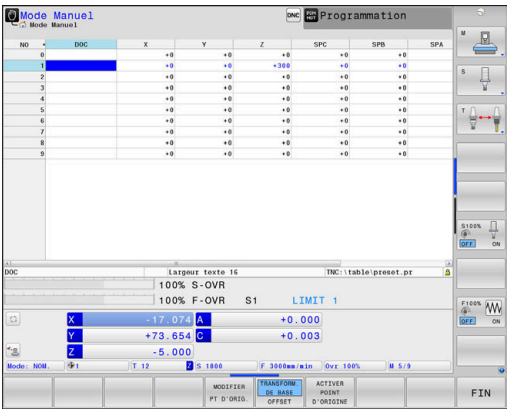 Mode Manuel DNC Programmation
Mode Manuel
NO DOC X Y Z SPC SPB SPA
0 +0 +0 +0 +0 +0
1 +0 +0 +300 +0 +0
2 +0 +0 +0 +0 +0
3 +0 +0 +0 +0 +0
4 +0 +0 +0 +0 +0
5 +0 +0 +0 +0 +0
6 +0 +0 +0 +0 +0
7 +0 +0 +0 +0 +0
8 +0 +0 +0 +0 +0
9 +0 +0 +0 +0 +0
DOC Largeur texte 16 TNC:\table\preset.pr
100% S-OVR
100% F-OVR S1 LIMIT 1
X -17.074 A +0.000
Y +73.654 C +0.003
Z -5.000
Mode: NOM. 1 T 12 Z S 1800 F 3000mm/min Ovr 100% M 5/9
MODIFIER PT D'ORIG.
TRANSFORM. DE BASE OFFSET
ACTIVER POINT D'ORIGINE
FIN
M
S
T
S100%
OFF ON
F100%
OFF ON